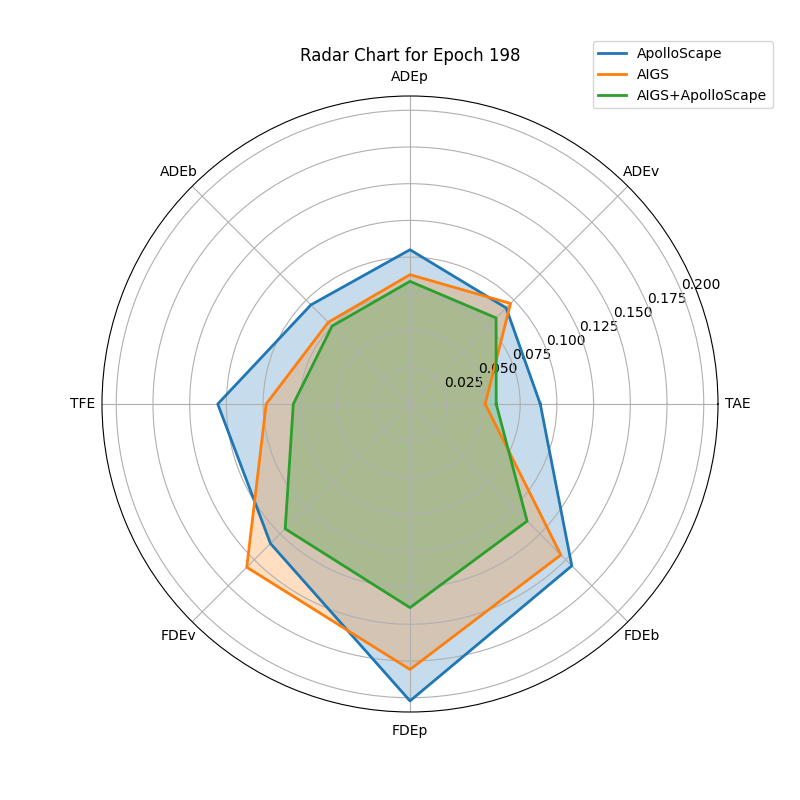 Radar Chart for Epoch 198
ApolloScape
AIGS
AIGS+ApolloScape
ADEp
ADEb
ADEv
0.200
0.175
0.150
0.125
0.100
0.075
0.050
0.025
TFE
TAE
FDEv
FDEb
FDEp